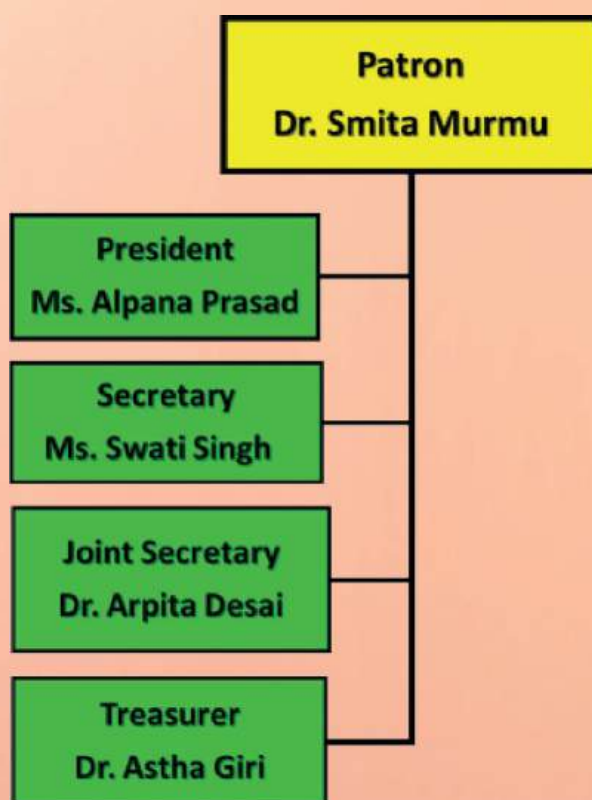 Patron
Dr. Smita Murmu
President
Ms. Alpana Prasad
Secretary
Ms. Swati Singh
Joint Secretary
Dr. Arpita Desai
Treasurer
Dr. Astha Giri